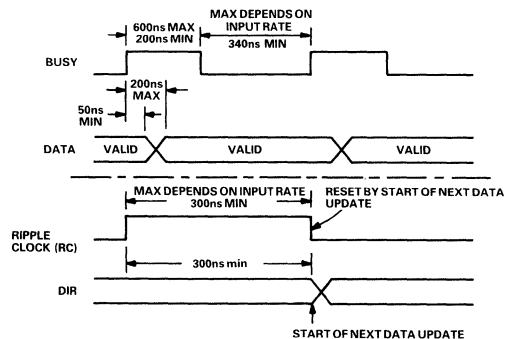 600ns MAX
200ns MIN
MAX DEPENDS ON
INPUT RATE
340ns MIN
BUSY
200ns
MAX
50ns
MIN
DATA
VALID
VALID
VALID
MAX DEPENDS ON INPUT RATE
300ns MIN
RESET BY START OF NEXT DATA
UPDATE
RIPPLE
CLOCK (RC)
300ns min
DIR
START OF NEXT DATA UPDATE